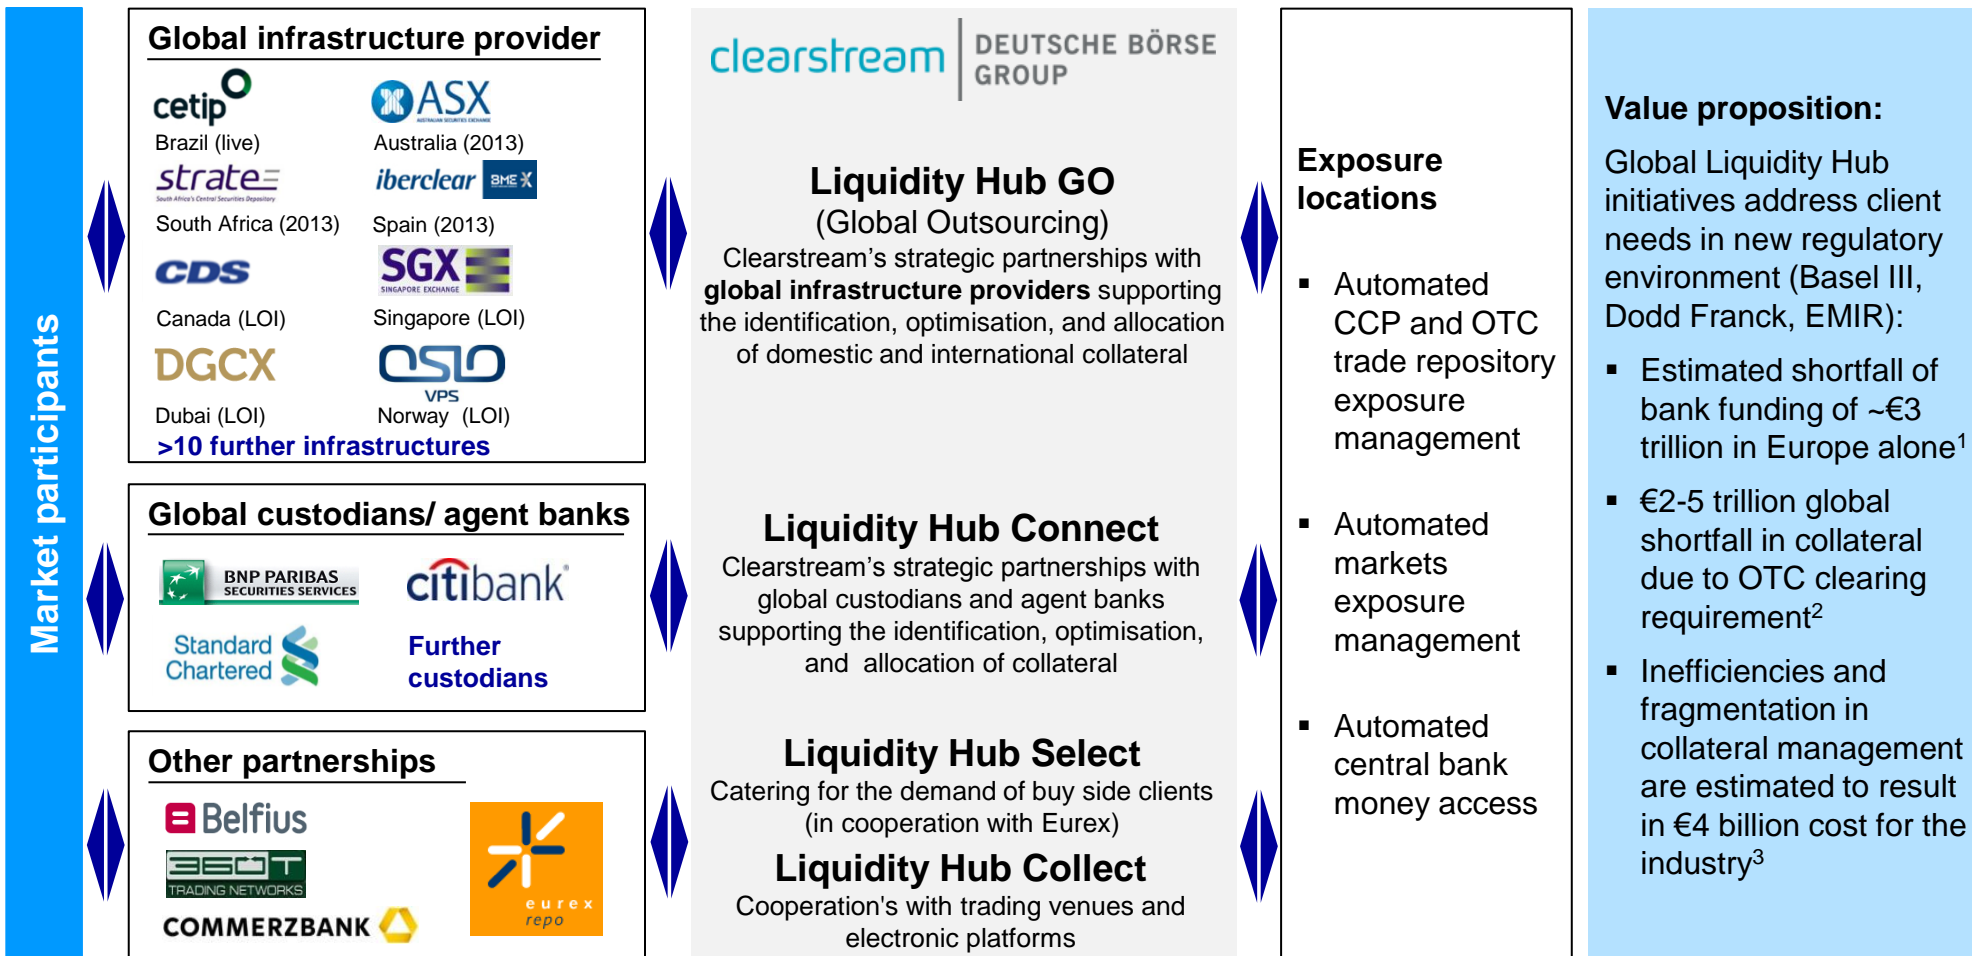 Market participants
Global infrastructure provider
cetip
ASX
AUSTRALIAN SECURITIES EXCHANGE
Brazil (live)
Australia (2013)
strate
South Africa's Central Securities Depository
iberclear BME X
South Africa (2013)
Spain (2013)
CDS
SGX
SINGAPORE EXCHANGE
Canada (LOI)
Singapore (LOI)
DGCX
OSLO
VPS
Dubai (LOI)
Norway (LOI)
>10 further infrastructures
Global custodians/ agent banks
BNP PARIBAS
SECURITIES SERVICES
citibank
Standard
Chartered
Further
custodians
Other partnerships
Belfius
360T
TRADING NETWORKS
COMMERZBANK
eurex
repo
clearstream
DEUTSCHE BÖRSE
GROUP
Liquidity Hub GO
(Global Outsourcing)
Clearstream’s strategic partnerships with
global infrastructure providers supporting
the identification, optimisation, and allocation
of domestic and international collateral
Liquidity Hub Connect
Clearstream’s strategic partnerships with
global custodians and agent banks
supporting the identification, optimisation,
and allocation of collateral
Liquidity Hub Select
Catering for the demand of buy side clients
(in cooperation with Eurex)
Liquidity Hub Collect
Cooperation's with trading venues and
electronic platforms
Exposure
locations
▪ Automated
CCP and OTC
trade repository
exposure
management
▪ Automated
markets
exposure
management
▪ Automated
central bank
money access
Value proposition:
Global Liquidity Hub
initiatives address client
needs in new regulatory
environment (Basel III,
Dodd Franck, EMIR):
▪ Estimated shortfall of
bank funding of ~€3
trillion in Europe alone¹
▪ €2-5 trillion global
shortfall in collateral
due to OTC clearing
requirement²
▪ Inefficiencies and
fragmentation in
collateral management
are estimated to result
in €4 billion cost for the
industry³